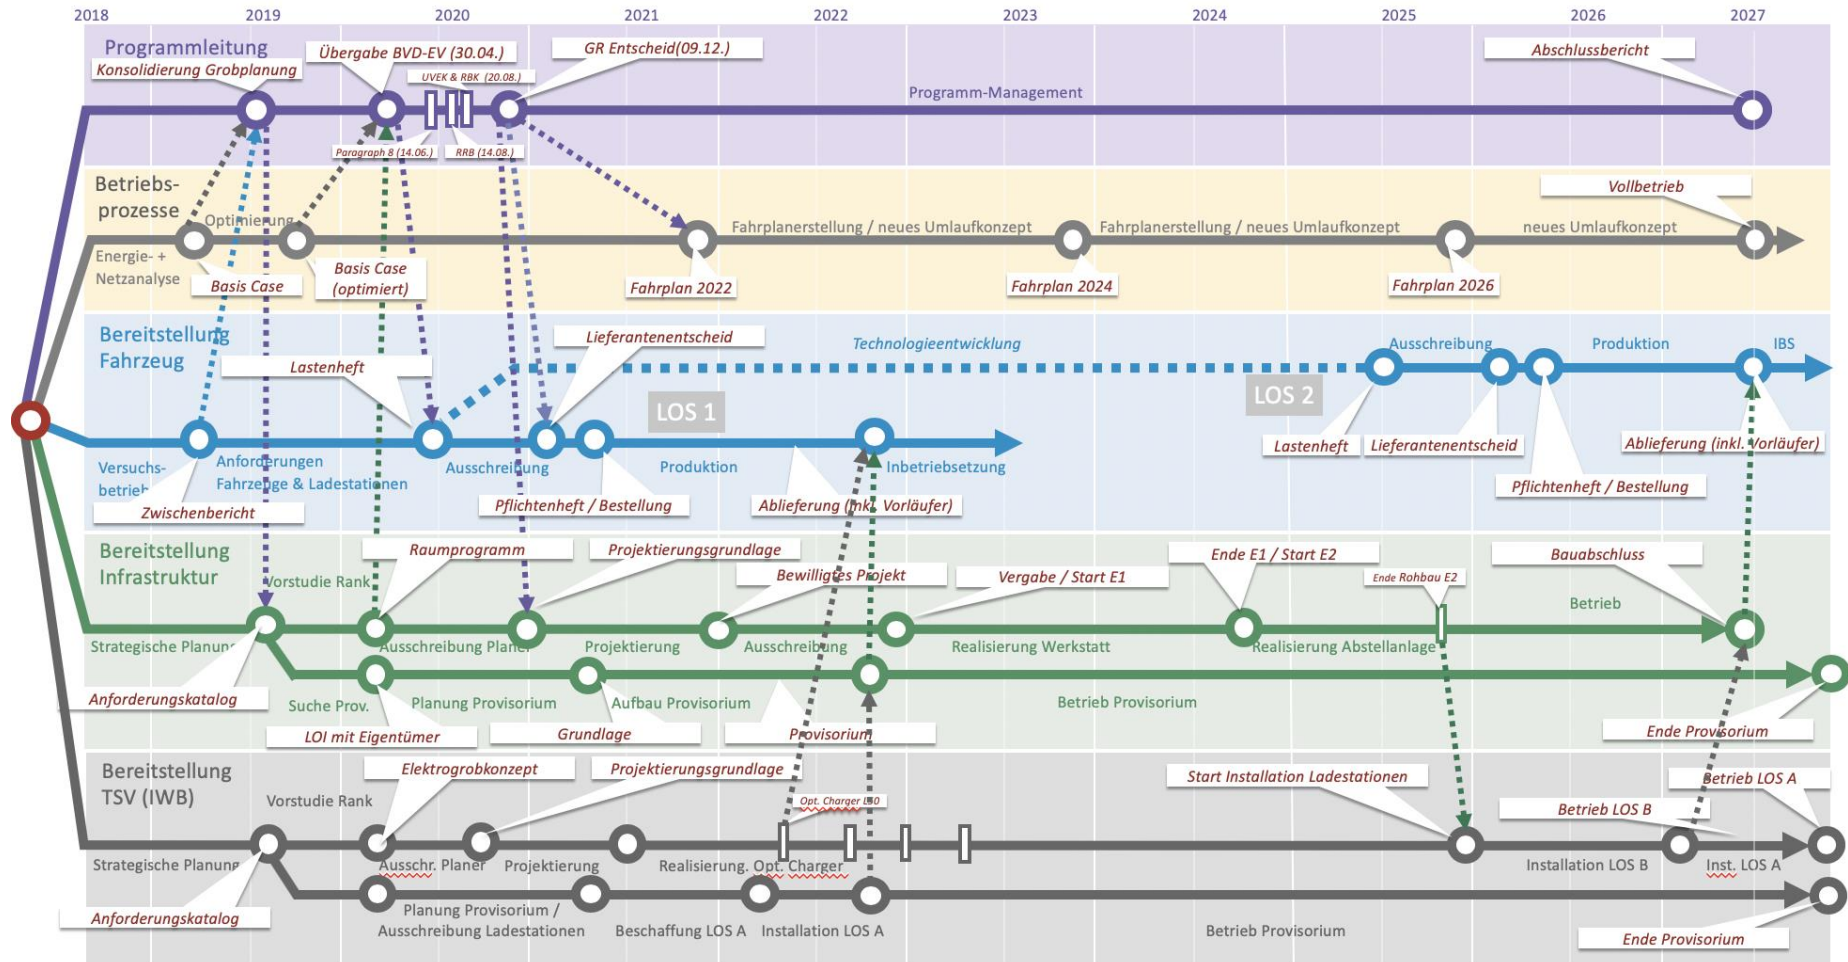 2018 2019 2020 2021 2022 2023 2024 2025 2026 2027
Programmleitung
Konsolidierung Grobplanung
Übergabe BVD-EV (30.04.)
UVEK & RBK (20.08.)
GR Entscheid(09.12.)
Abschlussbericht
Programm-Management
Paragraph 8 (14.06.)
RRB (14.08.)
Betriebs-
prozesse
Optimierung
Energie- +
Netzanalyse
Basis Case
Basis Case
(optimiert)
Fahrplanerstellung / neues Umlaufkonzept
Fahrplanerstellung / neues Umlaufkonzept
neues Umlaufkonzept
Vollbetrieb
Fahrplan 2022
Fahrplan 2024
Fahrplan 2026
Bereitstellung
Fahrzeug
Lastenheft
Lieferantenentscheid
Technologieentwicklung
Ausschreibung
Produktion
IBS
LOS 1
LOS 2
Versuchs-
betrieb
Anforderungen
Fahrzeuge & Ladestationen
Ausschreibung
Produktion
Inbetriebsetzung
Zwischenbericht
Pflichtenheft / Bestellung
Ablieferung (inkl. Vorläufer)
Lastenheft
Lieferantenentscheid
Ablieferung (inkl. Vorläufer)
Pflichtenheft / Bestellung
Bereitstellung
Infrastruktur
Vorstudie Rank
Raumprogramm
Projektierungsgrundlage
Bewilligtes Projekt
Vergabe / Start E1
Ende E1 / Start E2
Ende Rohbau E2
Bauabschluss
Betrieb
Strategische Planung
Ausschreibung Planer
Projektierung
Ausschreibung
Realisierung Werkstatt
Realisierung Abstellanlage
Anforderungskatalog
Suche Prov.
Planung Provisorium
Aufbau Provisorium
Betrieb Provisorium
LOI mit Eigentümer
Grundlage
Provisorium
Ende Provisorium
Bereitstellung
TSV (IWB)
Vorstudie Rank
Elektrogrobkonzept
Projektierungsgrundlage
Opt. Charger L50
Start Installation Ladestationen
Betrieb LOS B
Betrieb LOS A
Strategische Planung
Ausschr. Planer
Projektierung
Realisierung. Opt. Charger
Installation LOS B
Inst. LOS A
Anforderungskatalog
Planung Provisorium /
Ausschreibung Ladestationen
Beschaffung LOS A
Installation LOS A
Betrieb Provisorium
Ende Provisorium